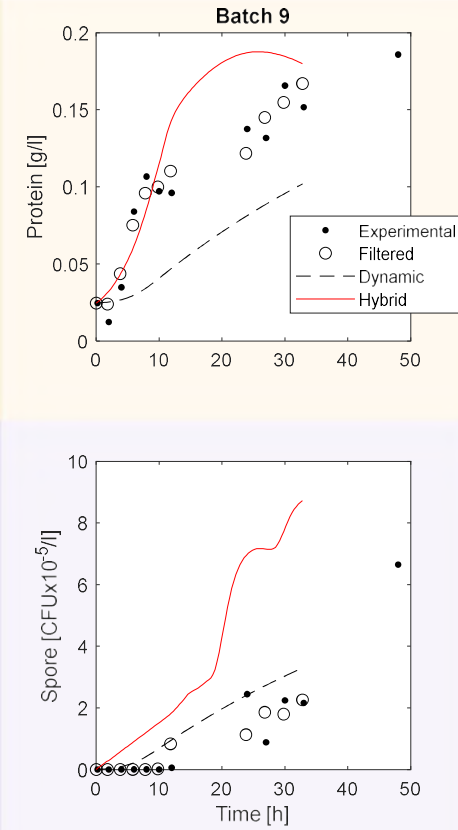 Batch 9
Protein [g/l]
0.2
0.15
0.1
0.05
0
0 10 20 30 40 50
Experimental
Filtered
Dynamic
Hybrid
Spore [CFUx10-5/l]
10
8
6
4
2
0
0 10 20 30 40 50
Time [h]